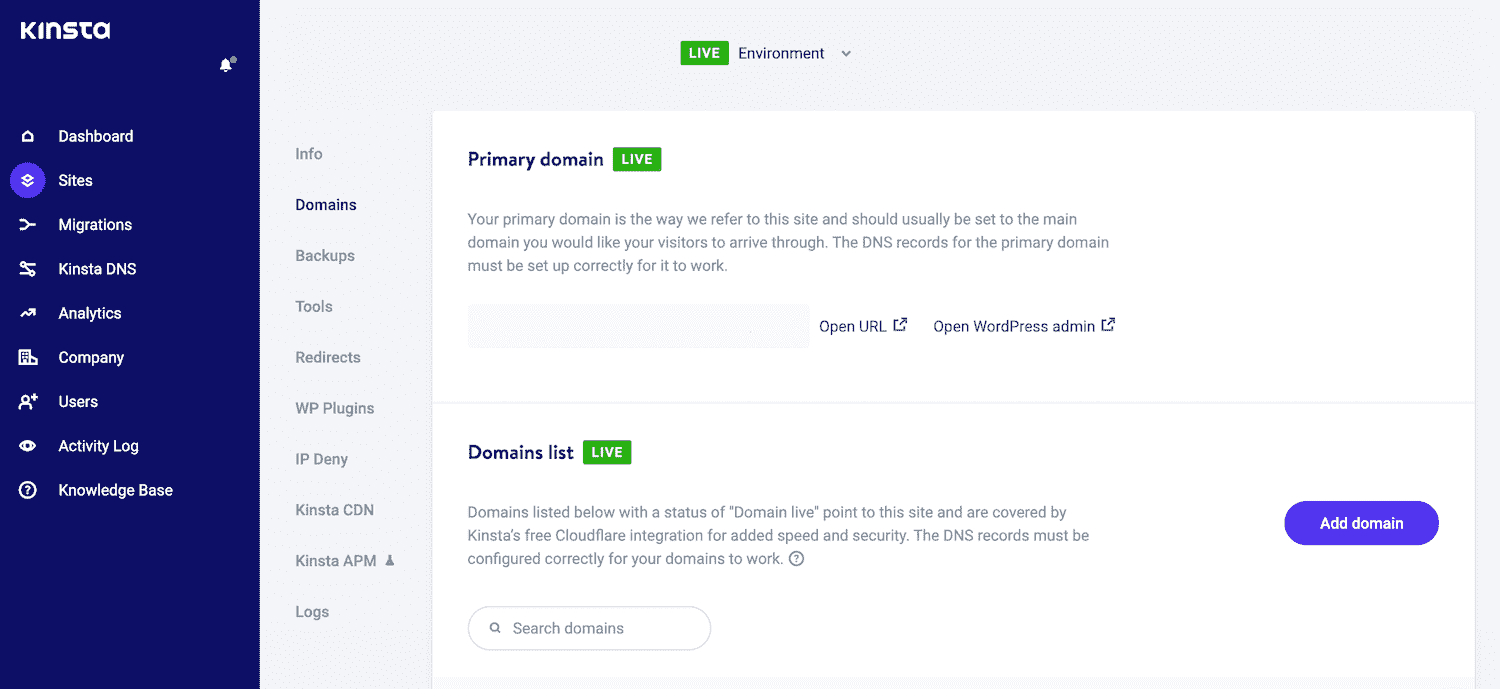 KINSTA
LIVE Environment
Dashboard
Sites
Migrations
Kinsta DNS
Analytics
Company
Users
Activity Log
Knowledge Base
Info
Domains
Backups
Tools
Redirects
WP Plugins
IP Deny
Kinsta CDN
Kinsta APM
Logs
Primary domain LIVE
Your primary domain is the way we refer to this site and should usually be set to the main
domain you would like your visitors to arrive through. The DNS records for the primary domain
must be set up correctly for it to work.
Open URL Open WordPress admin
Domains list LIVE
Domains listed below with a status of "Domain live" point to this site and are covered by
Kinsta's free Cloudflare integration for added speed and security. The DNS records must be
configured correctly for your domains to work. ?
Add domain
Search domains